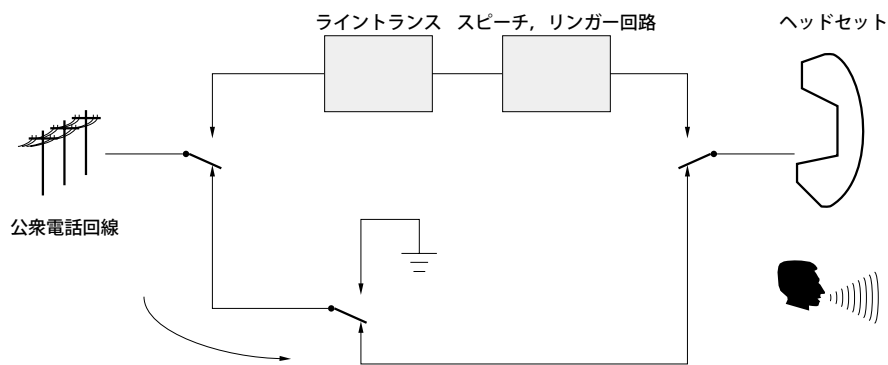 ライントランス
スピーチ，リンガー回路
ヘッドセット
公衆電話回線